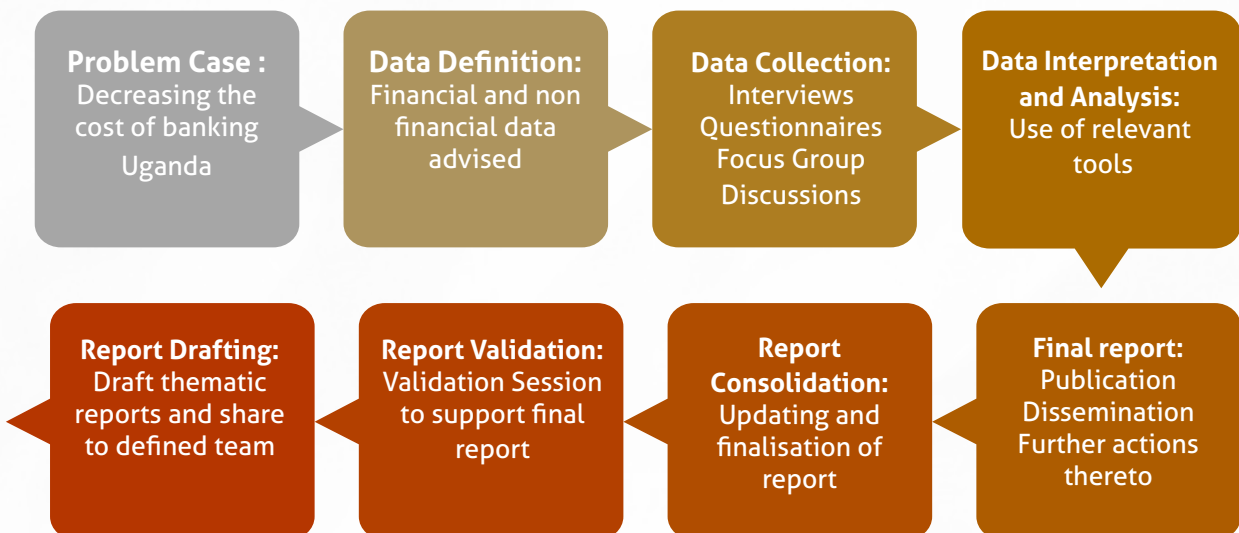 Problem Case :
Decreasing the
cost of banking
Uganda
Data Definition:
Financial and non
financial data
advised
Data Collection:
Interviews
Questionnaires
Focus Group
Discussions
Data Interpretation
and Analysis:
Use of relevant
tools
Report Drafting:
Draft thematic
reports and share
to defined team
Report Validation:
Validation Session
to support final
report
Report
Consolidation:
Updating and
finalisation of
report
Final report:
Publication
Dissemination
Further actions
thereto